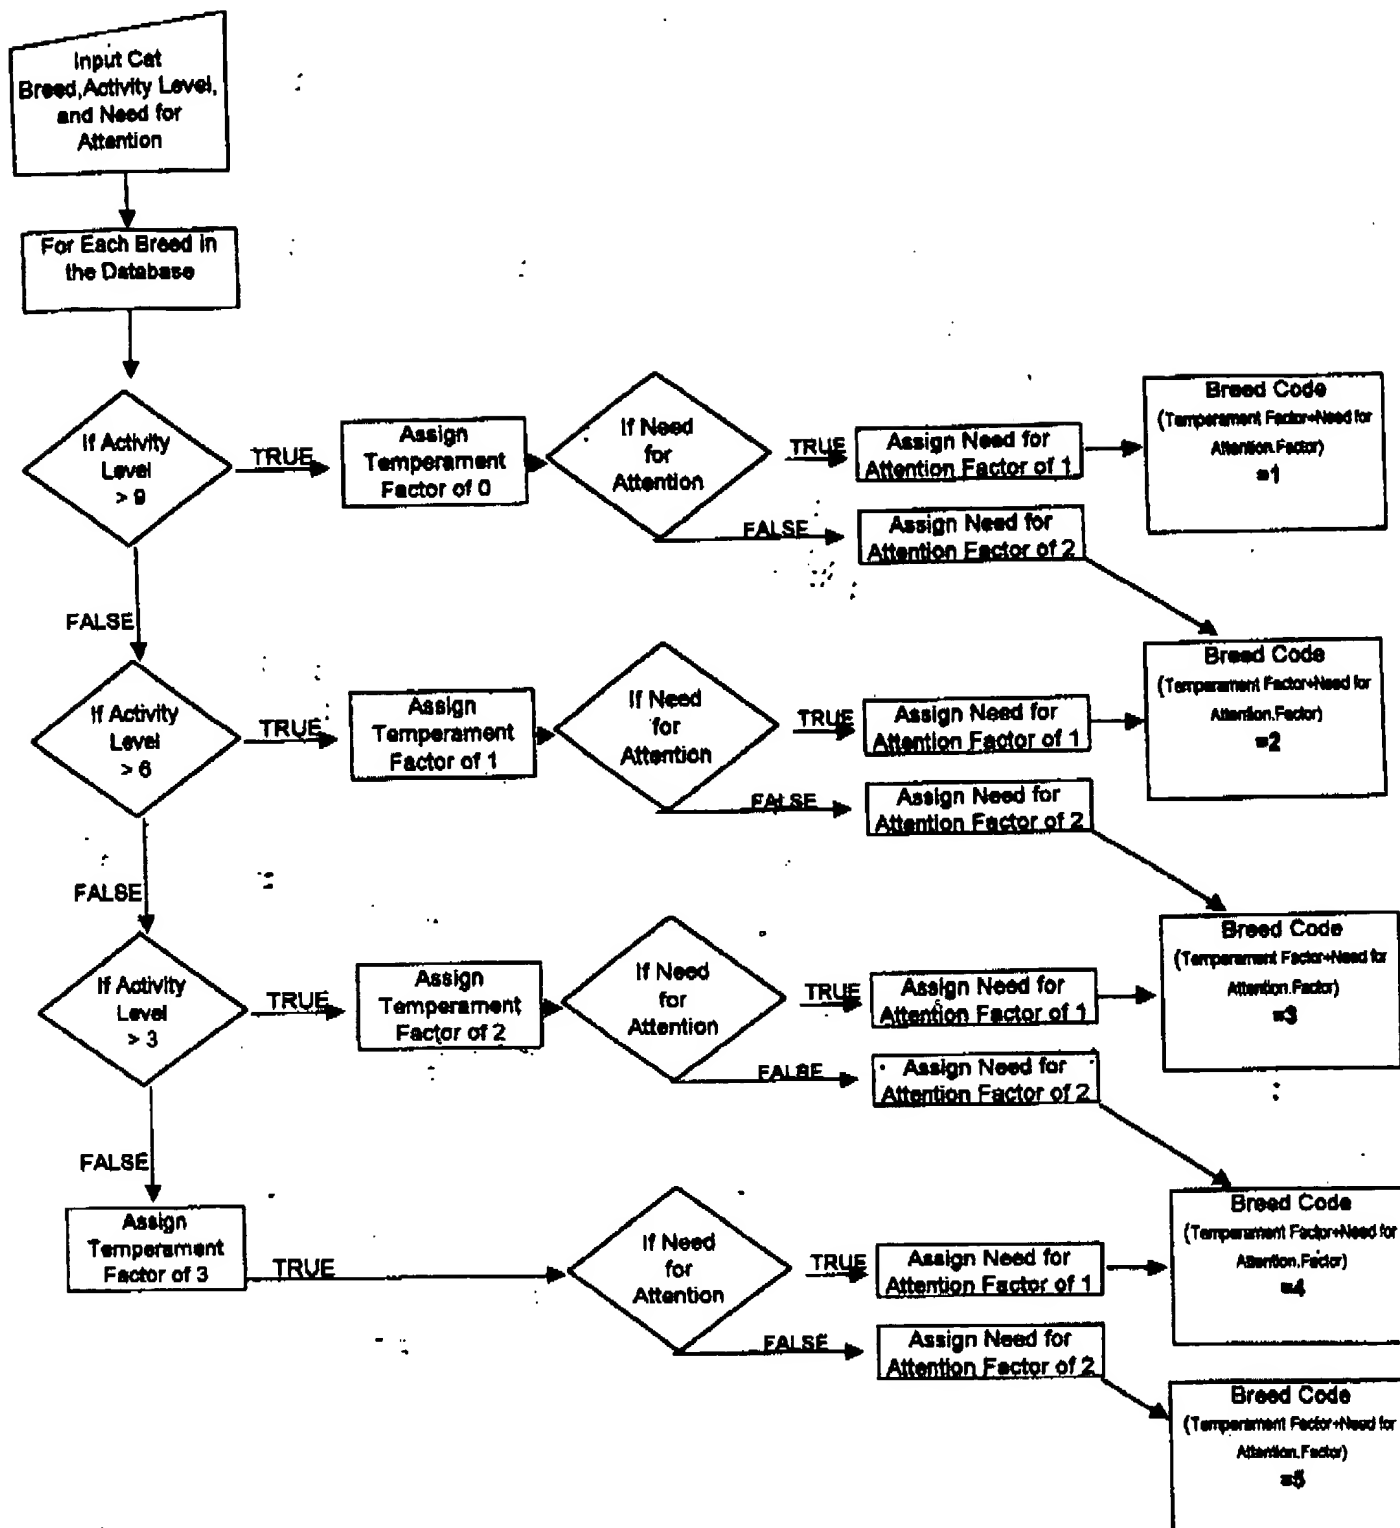 Input Cat
Breed,Activity Level,
and Need for
Attention
For Each Breed in
the Database
If Activity
Level
> 9
TRUE
Assign
Temperament
Factor of 0
If Need
for
Attention
TRUE
Assign Need for
Attention Factor of 1
Breed Code
(Temperament Factor+Need for
Attention.Factor)
=1
FALSE
Assign Need for
Attention Factor of 2
FALSE
If Activity
Level
> 6
TRUE
Assign
Temperament
Factor of 1
If Need
for
Attention
TRUE
Assign Need for
Attention Factor of 1
Breed Code
(Temperament Factor+Need for
Attention.Factor)
=2
FALSE
Assign Need for
Attention Factor of 2
FALSE
If Activity
Level
> 3
TRUE
Assign
Temperament
Factor of 2
If Need
for
Attention
TRUE
Assign Need for
Attention Factor of 1
Breed Code
(Temperament Factor+Need for
Attention.Factor)
=3
FALSE
Assign Need for
Attention Factor of 2
FALSE
Assign
Temperament
Factor of 3
TRUE
If Need
for
Attention
TRUE
Assign Need for
Attention Factor of 1
Breed Code
(Temperament Factor+Need for
Attention.Factor)
=4
FALSE
Assign Need for
Attention Factor of 2
Breed Code
(Temperament Factor+Need for
Attention.Factor)
=5